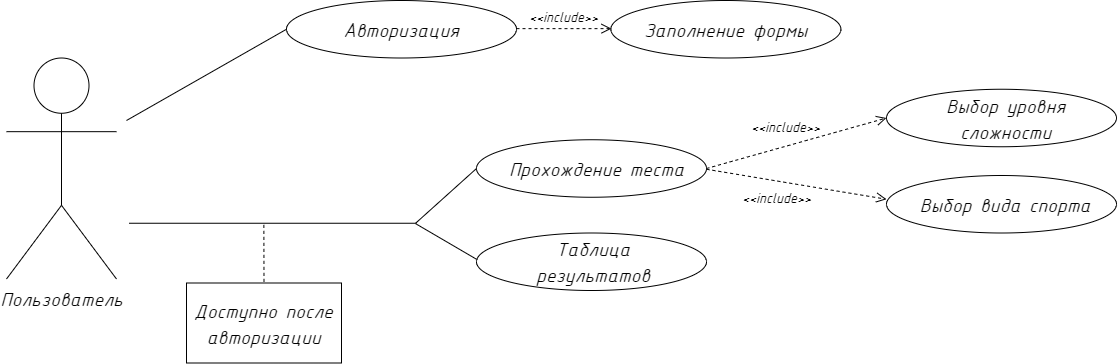 Авторизация
<<include>>
Заполнение формы
Выбор уровня
сложности
<<include>>
Прохождение теста
<<include>>
Выбор вида спорта
Таблица
результатов
Пользователь
Доступно после
авторизации